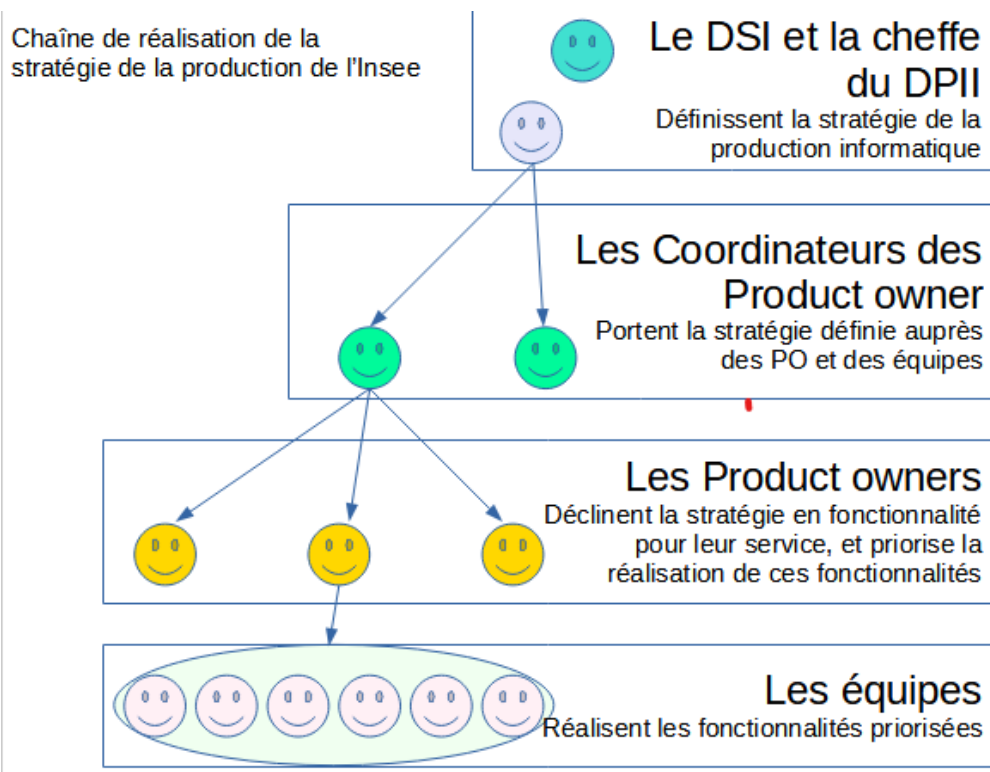 Chaîne de réalisation de la
stratégie de la production de l'Insee
Le DSI et la cheffe
du DPII
Définissent la stratégie de la
production informatique
Les Coordinateurs des
Product owner
Portent la stratégie définie auprès
des PO et des équipes
Les Product owners
Déclinent la stratégie en fonctionnalité
pour leur service, et priorise la
réalisation de ces fonctionnalités
Les équipes
Réalisent les fonctionnalités priorisées